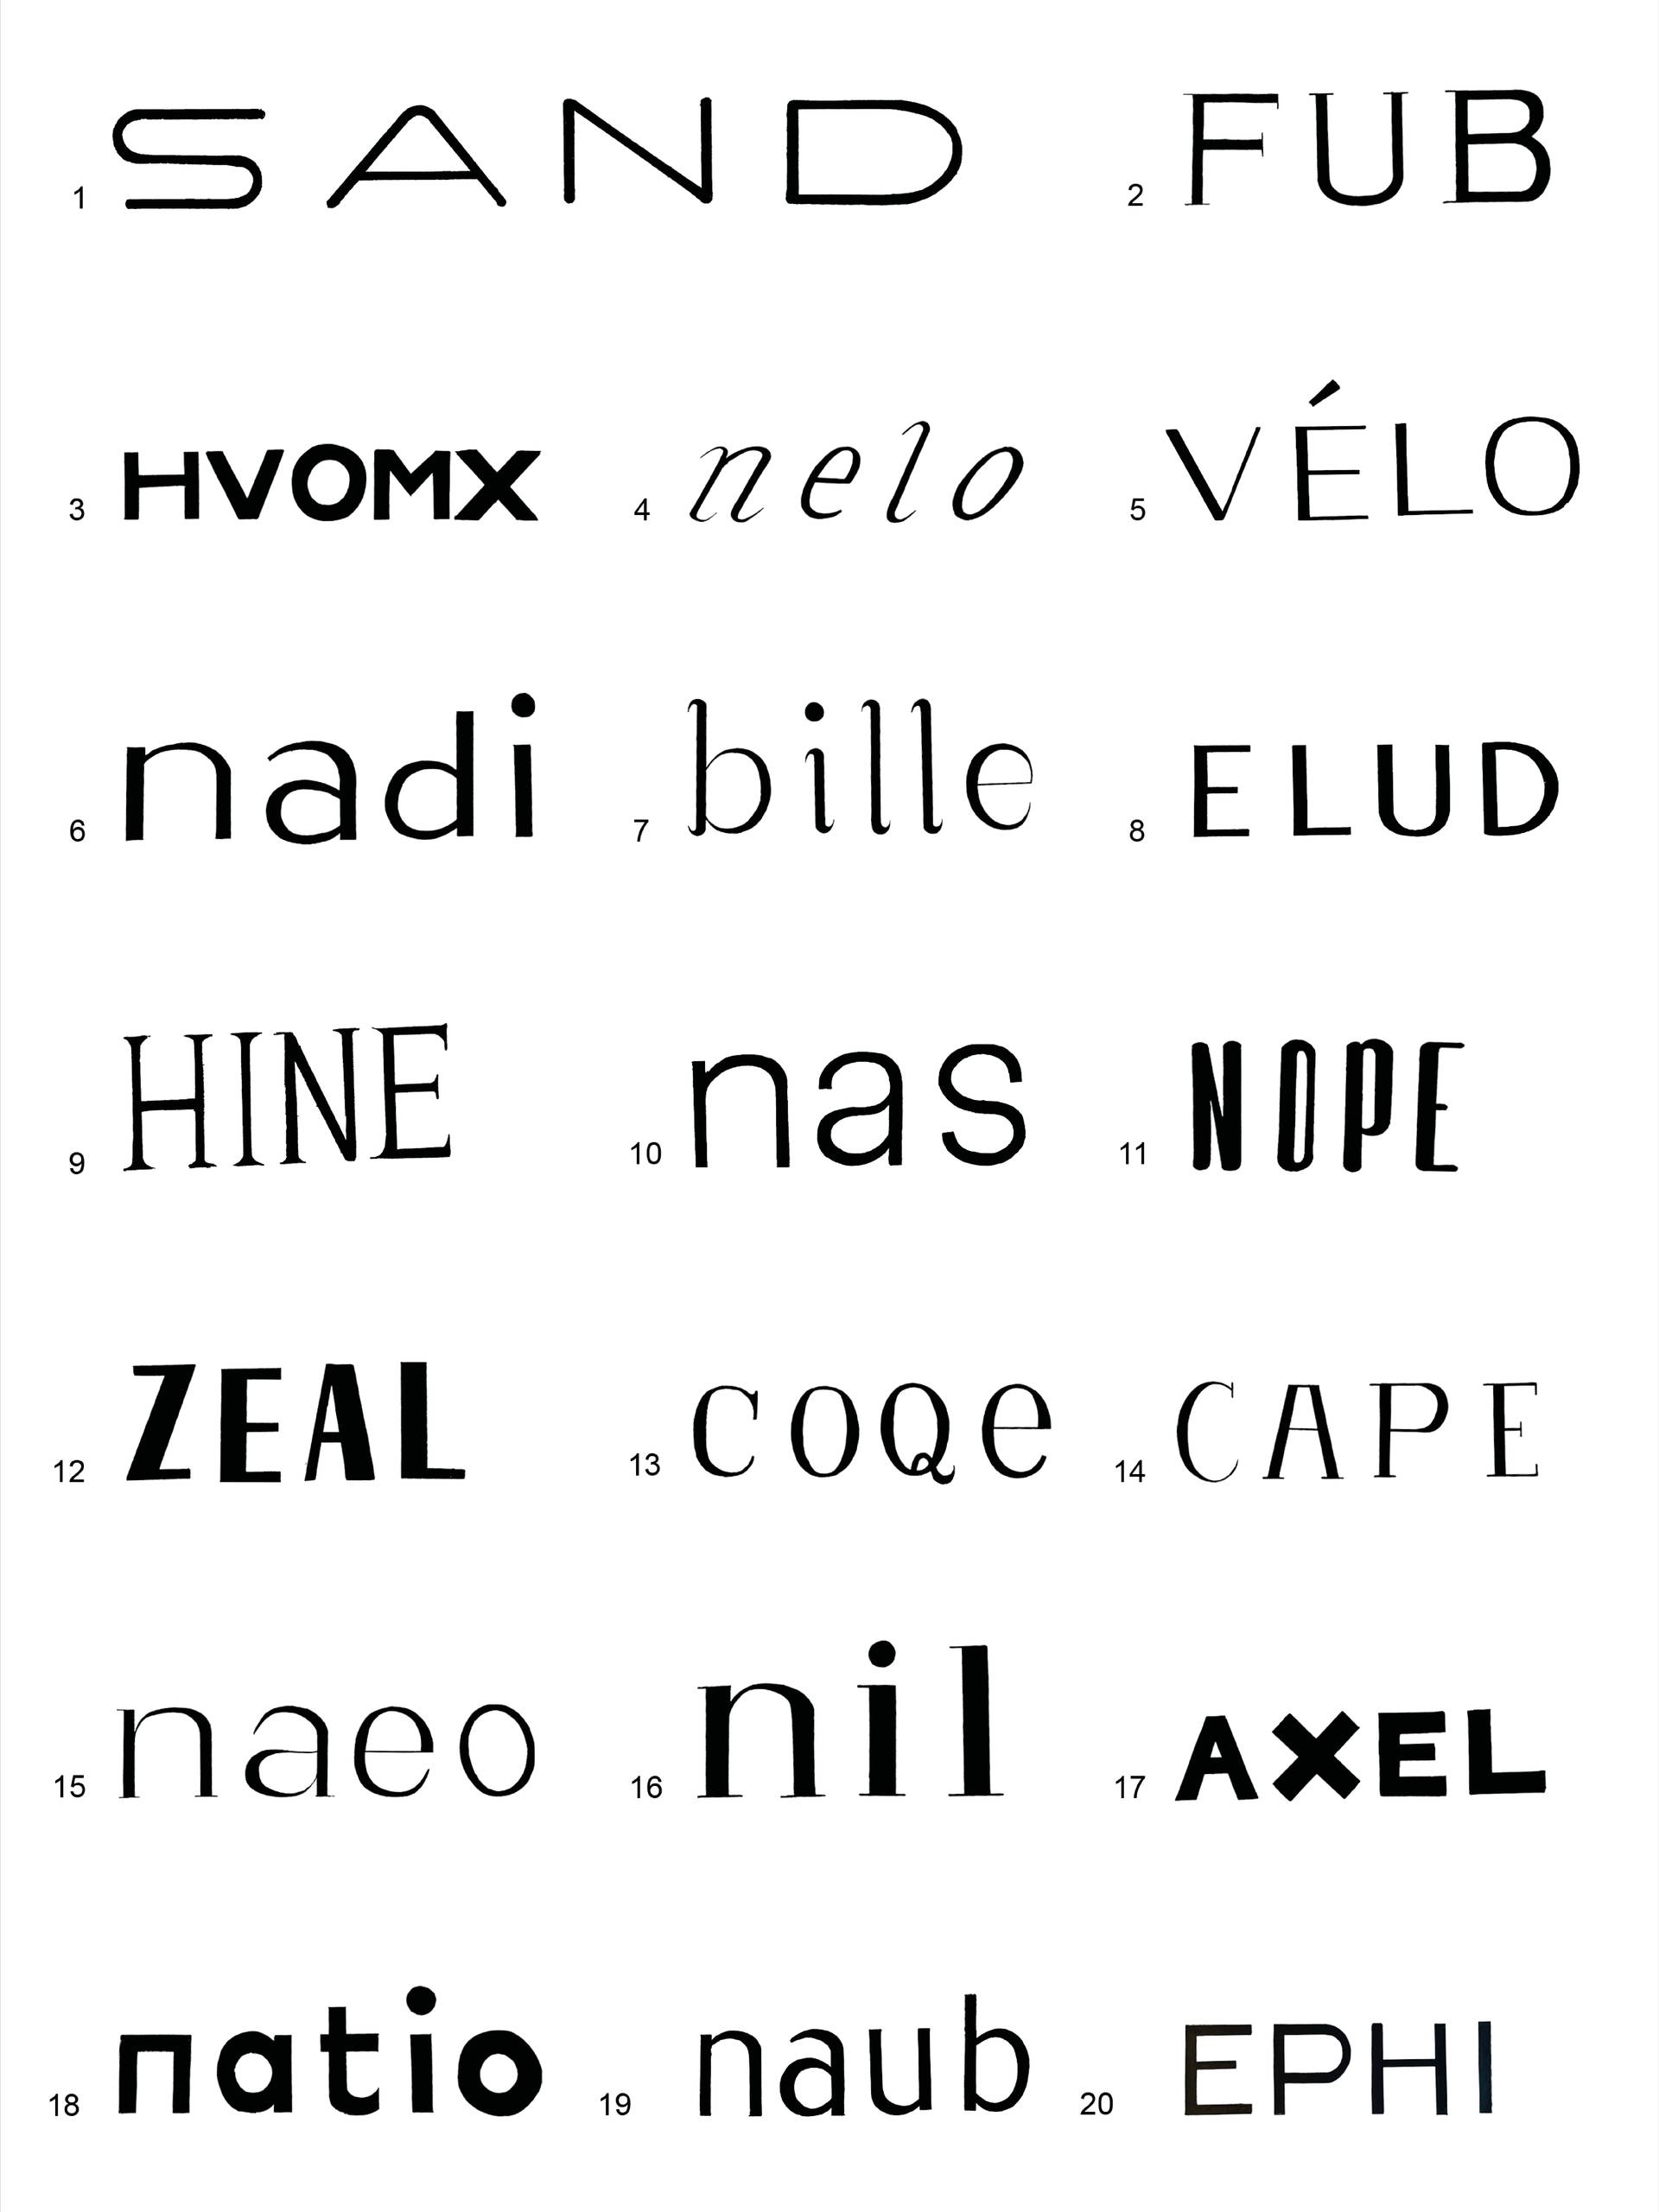 1 SAND 2 FUB
3 HVOMX 4 nelo 5 VÉLO
6 nadi 7 bille 8 ELUD
9 HINE 10 nas 11 NOPE
12 ZEAL 13 coQe 14 CAPE
15 naeo 16 nil 17 AXEL
18 natio 19 naub 20 EPHI